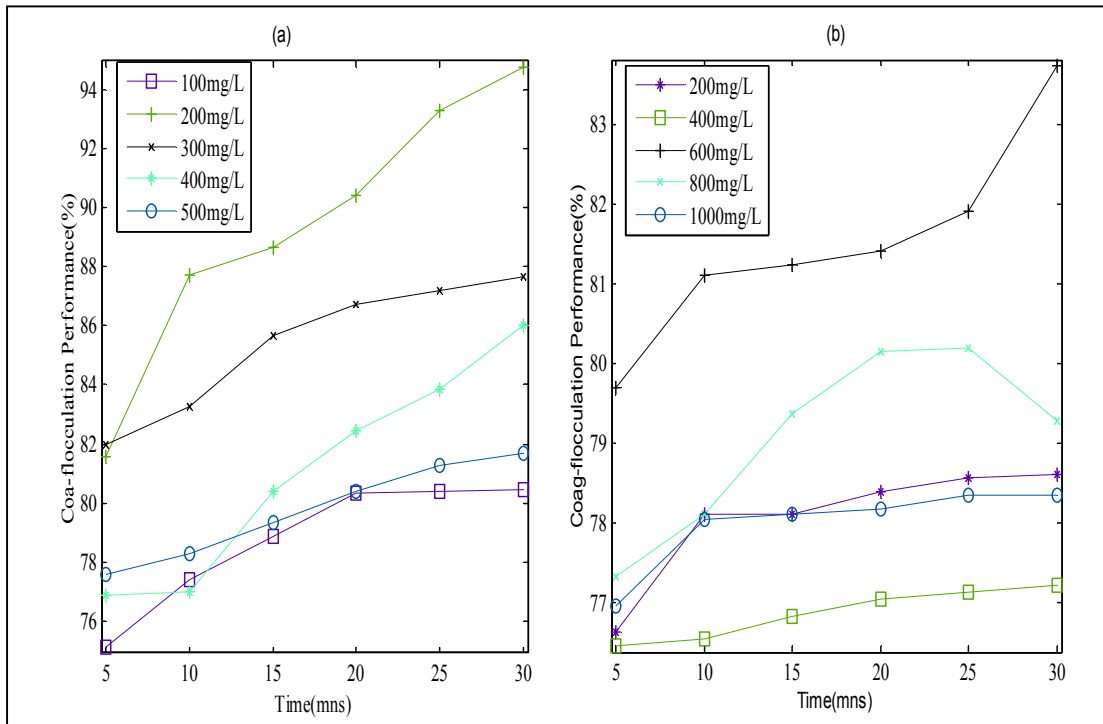 (a)
Coa-flocculation Performance(%)
94
92
90
88
86
84
82
80
78
76
100mg/L
200mg/L
300mg/L
400mg/L
500mg/L
5 10 15 20 25 30
Time(mns)
(b)
Coag-flocculation Performance(%)
83
82
81
80
79
78
77
200mg/L
400mg/L
600mg/L
800mg/L
1000mg/L
5 10 15 20 25 30
Time(mns)